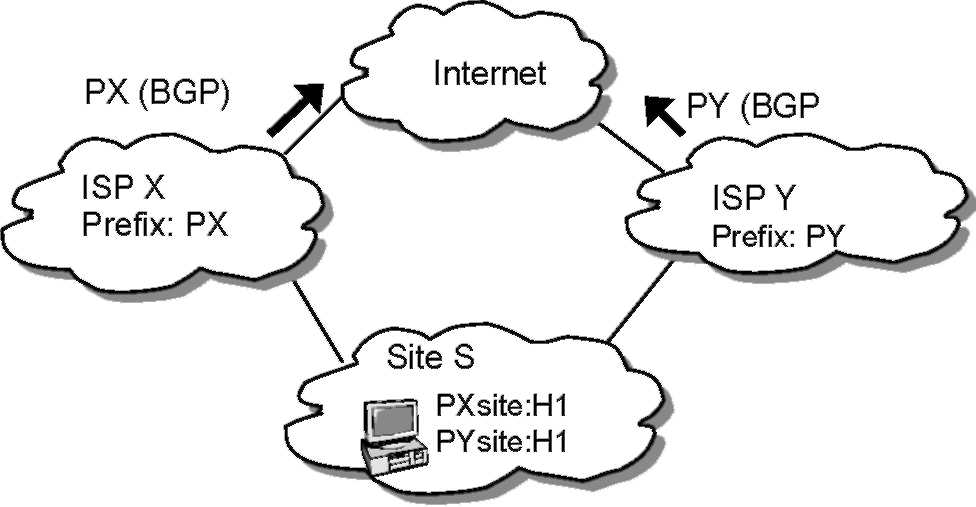 Internet
PX (BGP)
PY (BGP
ISP X
Prefix: PX
ISP Y
Prefix: PY
Site S
PXsite:H1
PYsite:H1